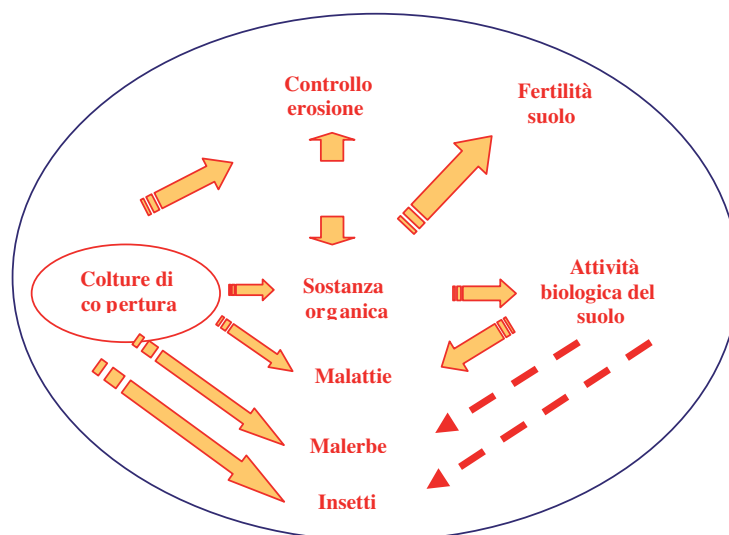 Controllo
erosione
Fertilità
suolo
Colture di
co pertura
Sostanza
organica
Attività
biologica del
suolo
Malattie
Malerbe
Insetti